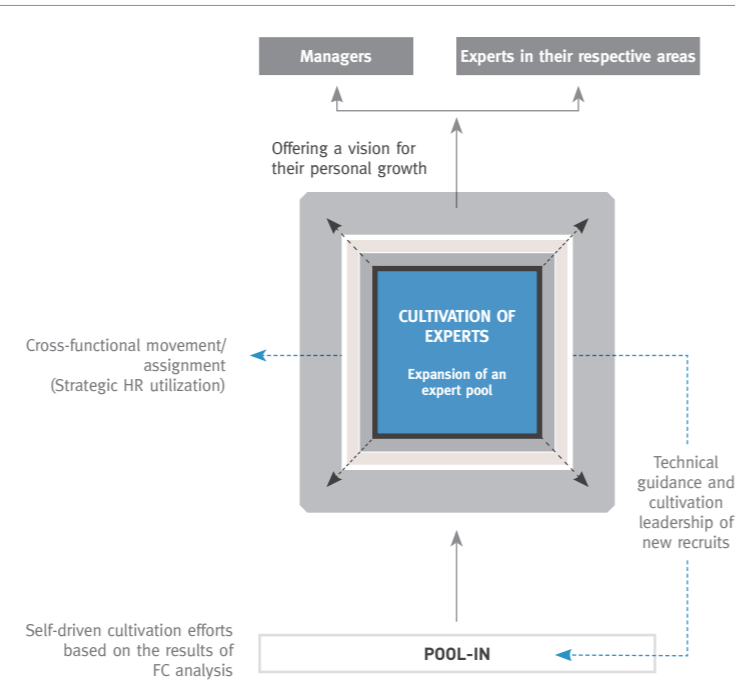 Managers
Experts in their respective areas
Offering a vision for
their personal growth
CULTIVATION OF
EXPERTS
Expansion of an
expert pool
Cross-functional movement/
assignment
(Strategic HR utilization)
Technical
guidance and
cultivation
leadership of
new recruits
Self-driven cultivation efforts
based on the results of
FC analysis
POOL-IN